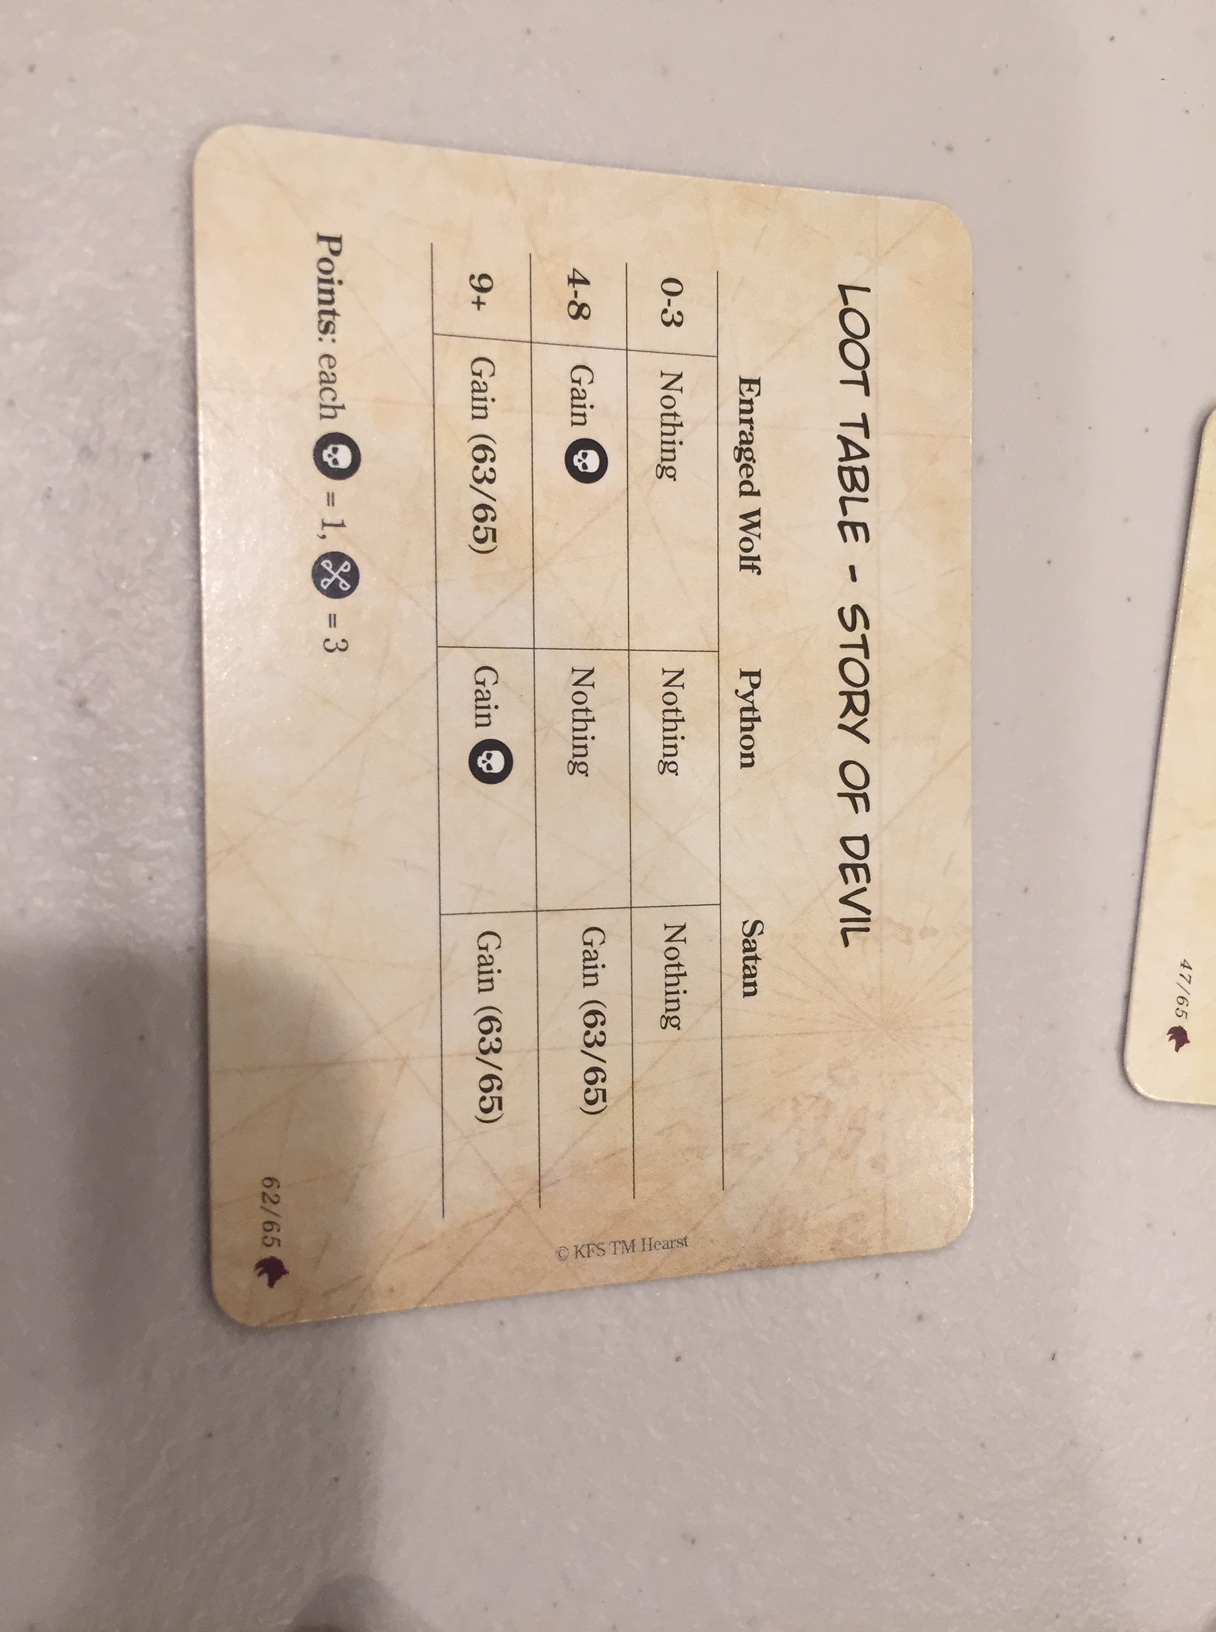 LOOT TABLE - STORY OF DEVIL
Enraged Wolf Python Satan
0-3 Nothing Nothing Nothing
4-8 Gain Nothing Gain (63/65)
9+ Gain (63/65) Gain Gain (63/65)
Points: each = 1, = 3
© KFS TM Hearst
62/65
47/65